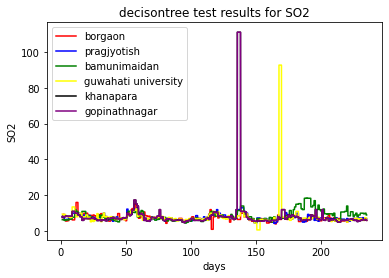 decisontree test results for SO2
borgaon
pragjyotish
bamunimaidan
guwahati university
khanapara
gopinathnagar
100
80
60
40
20
0
SO2
0 50 100 150 200
days